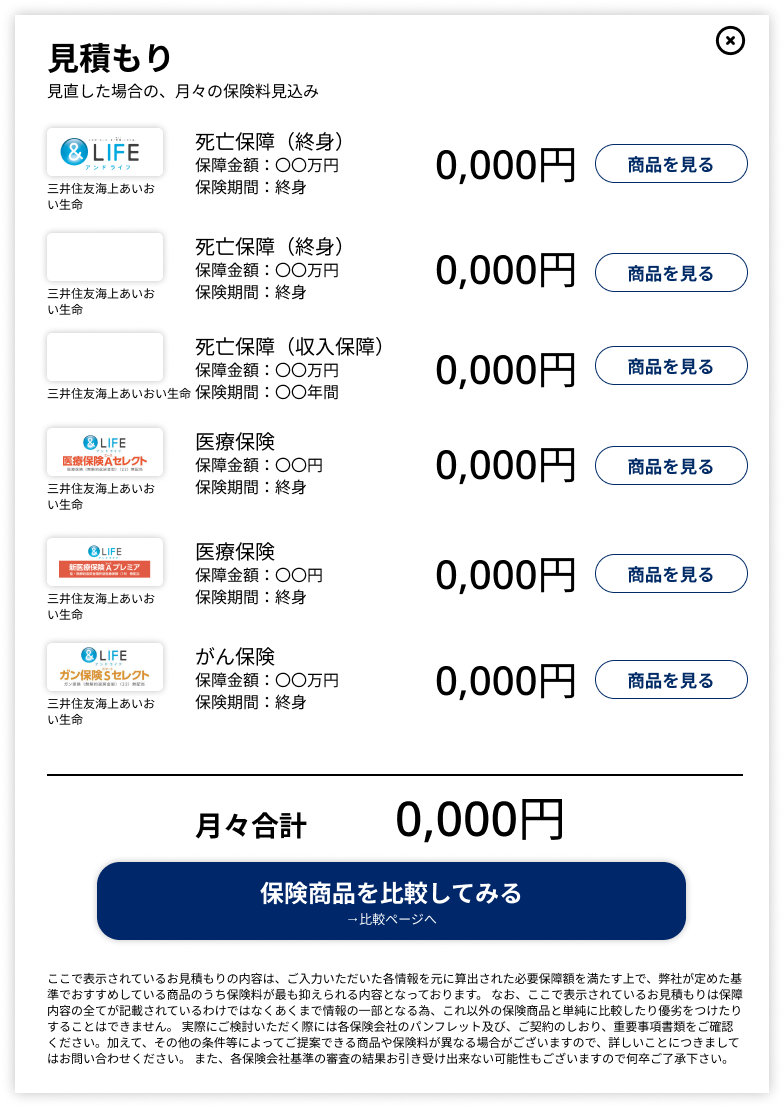 見積もり
見直した場合の、月々の保険料見込み
& LIFE
アンドライフ
三井住友海上あいお
い生命
死亡保障（終身）
保障金額：〇〇万円
保険期間：終身
0,000円
商品を見る
三井住友海上あいお
い生命
死亡保障（終身）
保障金額：〇〇万円
保険期間：終身
0,000円
商品を見る
三井住友海上あいおい生命
死亡保障（収入保障）
保障金額：〇〇万円
保険期間：〇〇年間
0,000円
商品を見る
& LIFE
アンドライフ
医療保険Aセレクト
三井住友海上あいお
い生命
医療保険
保障金額：〇〇円
保険期間：終身
0,000円
商品を見る
& LIFE
アンドライフ
新医療保険Aプレミア
三井住友海上あいお
い生命
医療保険
保障金額：〇〇円
保険期間：終身
0,000円
商品を見る
& LIFE
アンドライフ
ガン保険Sセレクト
三井住友海上あいお
い生命
がん保険
保障金額：〇〇万円
保険期間：終身
0,000円
商品を見る
月々合計
0,000円
保険商品を比較してみる
→比較ページへ
ここで表示されているお見積もりの内容は、ご入力いただいた各情報を元に算出された必要保障額を満たす上で、弊社が定めた基
準でおすすめしている商品のうち保険料が最も抑えられる内容となっております。 なお、ここで表示されているお見積もりは保障
内容の全てが記載されているわけではなくあくまで情報の一部となる為、これ以外の保険商品と単純に比較したり優劣をつけたり
することはできません。 実際にご検討いただく際には各保険会社のパンフレット及び、ご契約のしおり、重要事項書類をご確認
ください。加えて、その他の条件等によってご提案できる商品や保険料が異なる場合がございますので、詳しいことにつきまして
はお問い合わせください。 また、各保険会社基準の審査の結果お引き受け出来ない可能性もございますので何卒ご了承下さい。